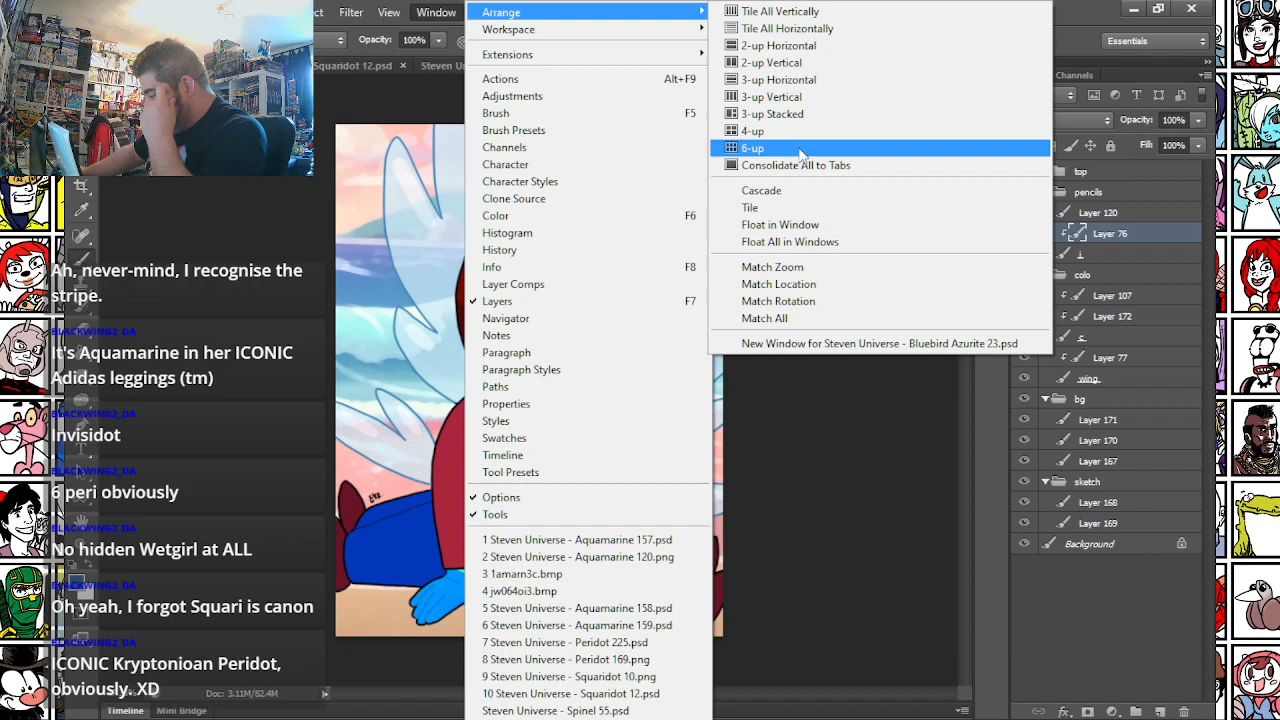 ct Filter View Window
Opacity: 100%
Squaridot 12.psd × Steven Un
Arrange
Workspace
Extensions
Actions Alt+F9
Adjustments
Brush F5
Brush Presets
Channels
Character
Character Styles
Clone Source
Color F6
Histogram
History
Info F8
Layer Comps
Layers F7
Navigator
Notes
Paragraph
Paragraph Styles
Paths
Properties
Styles
Swatches
Timeline
Tool Presets
Options
Tools
1 Steven Universe - Aquamarine 157.psd
2 Steven Universe - Aquamarine 120.png
3 1amarn3c.bmp
4 jw064oi3.bmp
5 Steven Universe - Aquamarine 158.psd
6 Steven Universe - Aquamarine 159.psd
7 Steven Universe - Peridot 225.psd
8 Steven Universe - Peridot 169.png
9 Steven Universe - Squaridot 10.png
10 Steven Universe - Squaridot 12.psd
Steven Universe - Spinel 55.psd
Tile All Vertically
Tile All Horizontally
2-up Horizontal
2-up Vertical
3-up Horizontal
3-up Vertical
3-up Stacked
4-up
6-up
Consolidate All to Tabs
Cascade
Tile
Float in Window
Float All in Windows
Match Zoom
Match Location
Match Rotation
Match All
New Window for Steven Universe - Bluebird Azurite 23.psd
Essentials
Channels
Opacity: 100%
Fill: 100%
top
pencils
Layer 120
Layer 76
colo
Layer 107
Layer 172
Layer 77
wing
bg
Layer 171
Layer 170
Layer 167
sketch
Layer 168
Layer 169
Background
Ah, never-mind, I recognise the
stripe.
BLACKWING2_DA
It's Aquamarine in her ICONIC
Adidas leggings (tm)
BLACKWING2_DA
Invisidot
BLACKWING2_DA
6 peri obviously
BLACKWING2_DA
No hidden Wetgirl at ALL
BLACKWING2_DA
Oh yeah, I forgot Squari is canon
BLACKWING2_DA
ICONIC Kryptonioan Peridot,
obviously. XD
Doc: 3.11M/82.4M
Timeline Mini Bridge